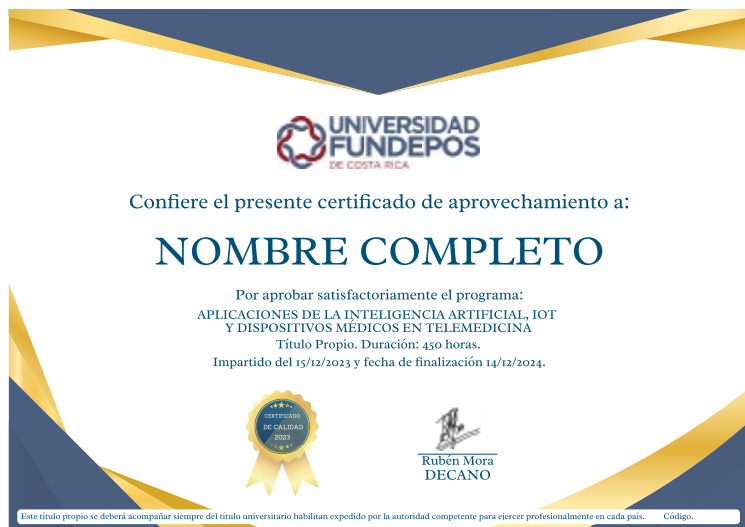 UNIVERSIDAD
FUNDEPOS
DE COSTA RICA
Confiere el presente certificado de aprovechamiento a:
NOMBRE COMPLETO
Por aprobar satisfactoriamente el programa:
APLICACIONES DE LA INTELIGENCIA ARTIFICIAL, IOT
Y DISPOSITIVOS MÉDICOS EN TELEMEDICINA
Título Propio. Duración: 450 horas.
Impartido del 15/12/2023 y fecha de finalización 14/12/2024.
CERTIFICADO
DE CALIDAD
2023
Rubén Mora
DECANO
Este título propio se deberá acompañar siempre del título universitario habilitan expedido por la autoridad competente para ejercer profesionalmente en cada país. Código.